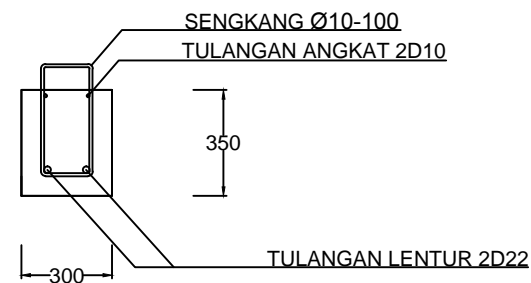 SENGKANG Ø10-100
TULANGAN ANGKAT 2D10
350
TULANGAN LENTUR 2D22
300